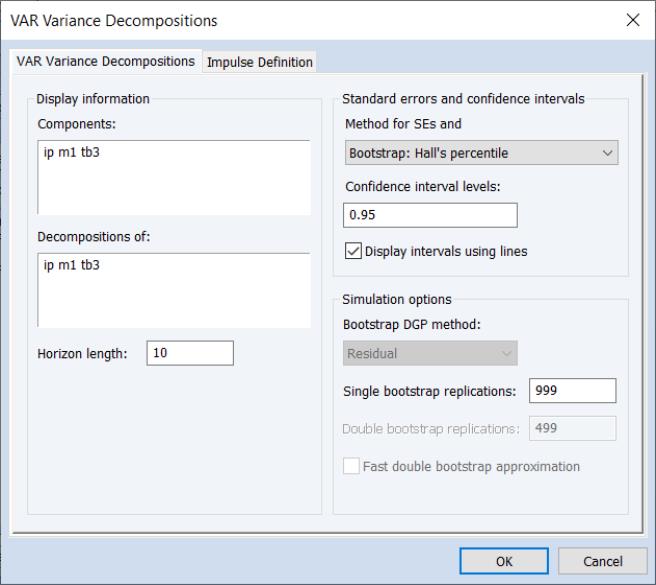 VAR Variance Decompositions
VAR Variance Decompositions
Impulse Definition
Display information
Components:
ip m1 tb3
Decompositions of:
ip m1 tb3
Horizon length:
10
Standard errors and confidence intervals
Method for SEs and
Bootstrap: Hall's percentile
Confidence interval levels:
0.95
Display intervals using lines
Simulation options
Bootstrap DGP method:
Residual
Single bootstrap replications:
999
Double bootstrap replications:
499
Fast double bootstrap approximation
OK
Cancel